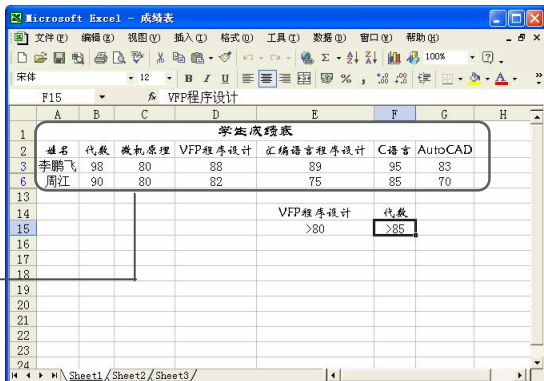 Microsoft Excel - 成绩表
文件(F) 编辑(E) 视图(V) 插入(I) 格式(O) 工具(T) 数据(D) 窗口(W) 帮助(H)
100%
宋体 12 B I U % ,
F15 fx VFP程序设计
A B C D E F G H
1 学生成绩表
2 姓名 代数 微机原理 VFP程序设计 汇编语言程序设计 C语言 AutoCAD
3 李鹏飞 98 80 88 89 95 83
6 周江 90 80 82 75 85 70
13
14 VFP程序设计 代数
15 >80 >85
16
17
18
19
20
21
22
23
24
Sheet1 Sheet2 Sheet3